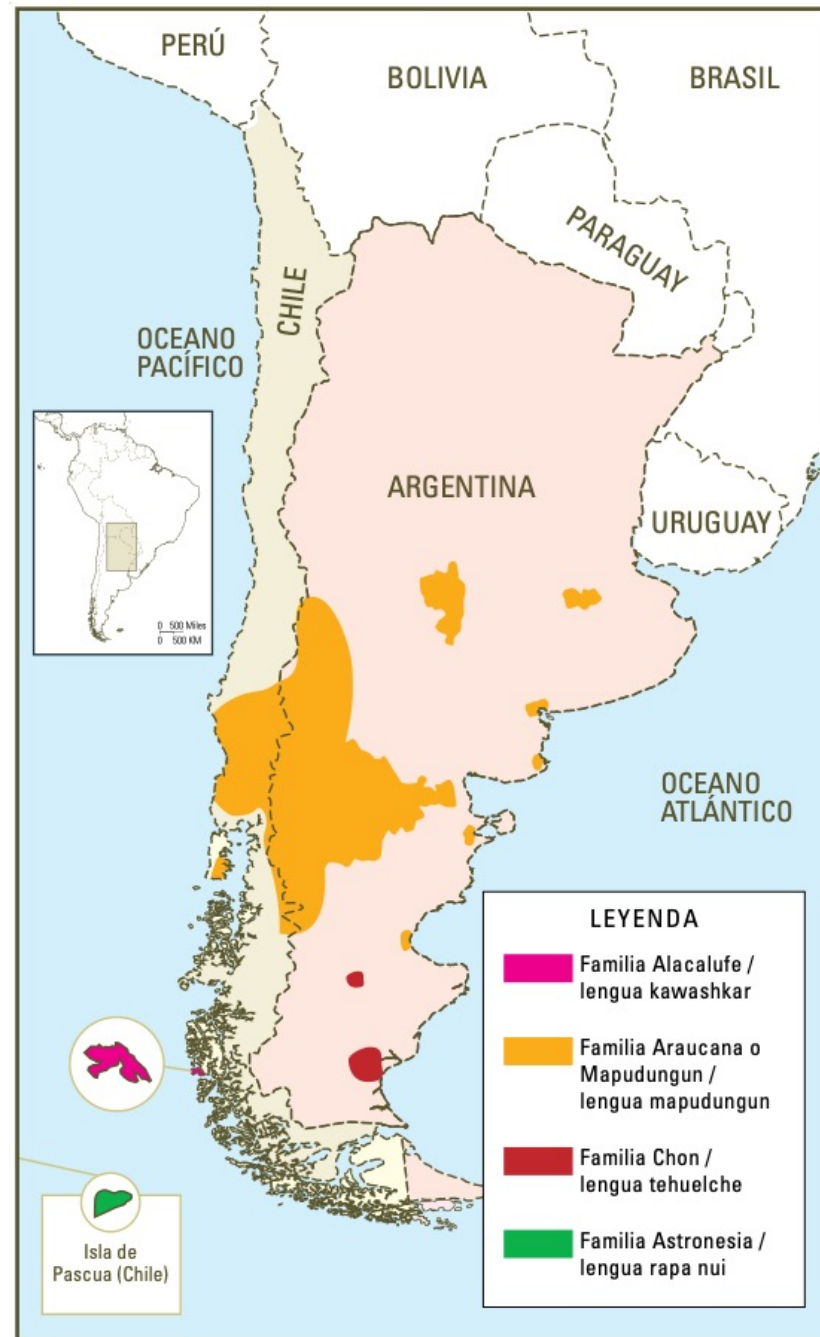 PERÚ
BOLIVIA
BRASIL
PARAGUAY
CHILE
OCEANO
PACÍFICO
ARGENTINA
URUGUAY
0 500 Miles
0 500 KM
OCEANO
ATLÁNTICO
LEYENDA
Familia Alacalufe /
lengua kawashkar
Familia Araucana o
Mapudungun /
lengua mapudungun
Familia Chon /
lengua tehuelche
Familia Astronesia /
lengua rapa nui
Isla de
Pascua (Chile)